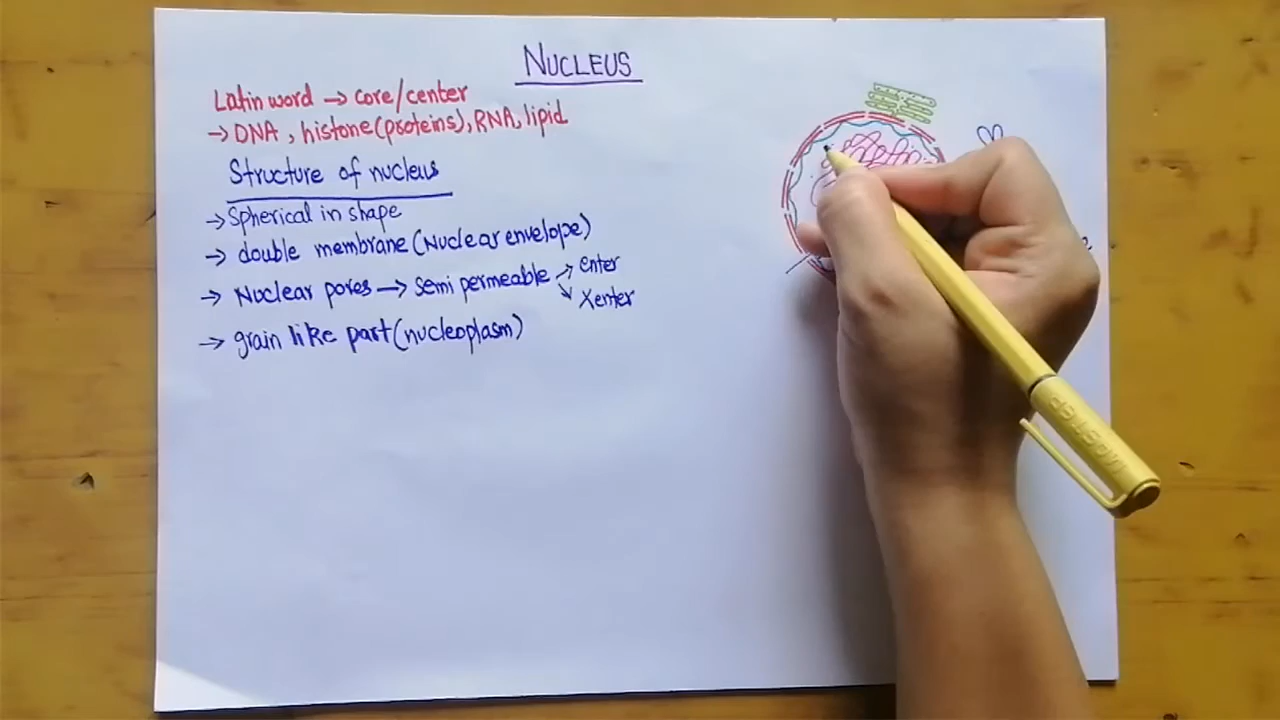 NUCLEUS
Latin word → core/center
→ DNA, histone(proteins), RNA, lipid
Structure of nucleus
→ Spherical in shape
→ double membrane (Nuclear envelope)
→ Nuclear pores → semi permeable → enter
↘ X enter
→ grain like part (nucleoplasm)